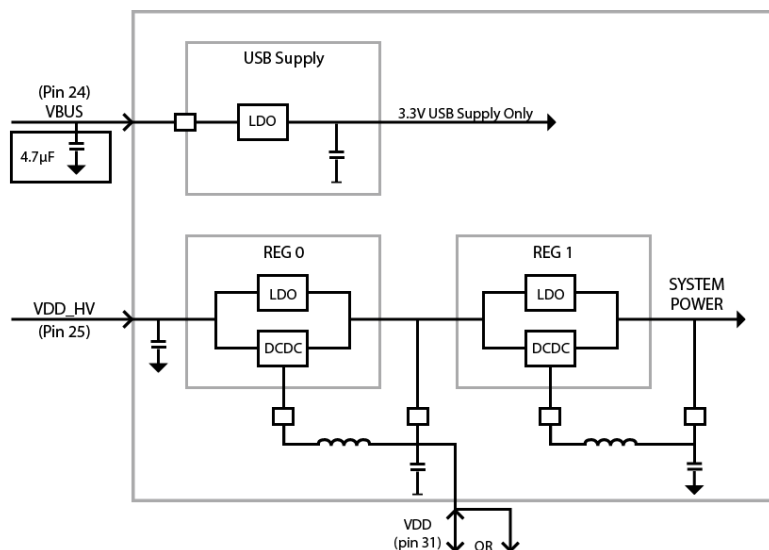 USB Supply
(Pin 24)
VBUS
LDO
3.3V USB Supply Only
4.7µF
REG 0
REG 1
LDO
LDO
SYSTEM
POWER
VDD_HV
(Pin 25)
DCDC
DCDC
VDD
(pin 31)
OR